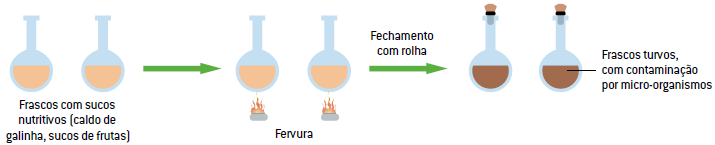 Frascos com sucos
nutritivos (caldo de
galinha, sucos de frutas)
Fervura
Fechamento
com rolha
Frascos turvos,
com contaminação
por micro-organismos